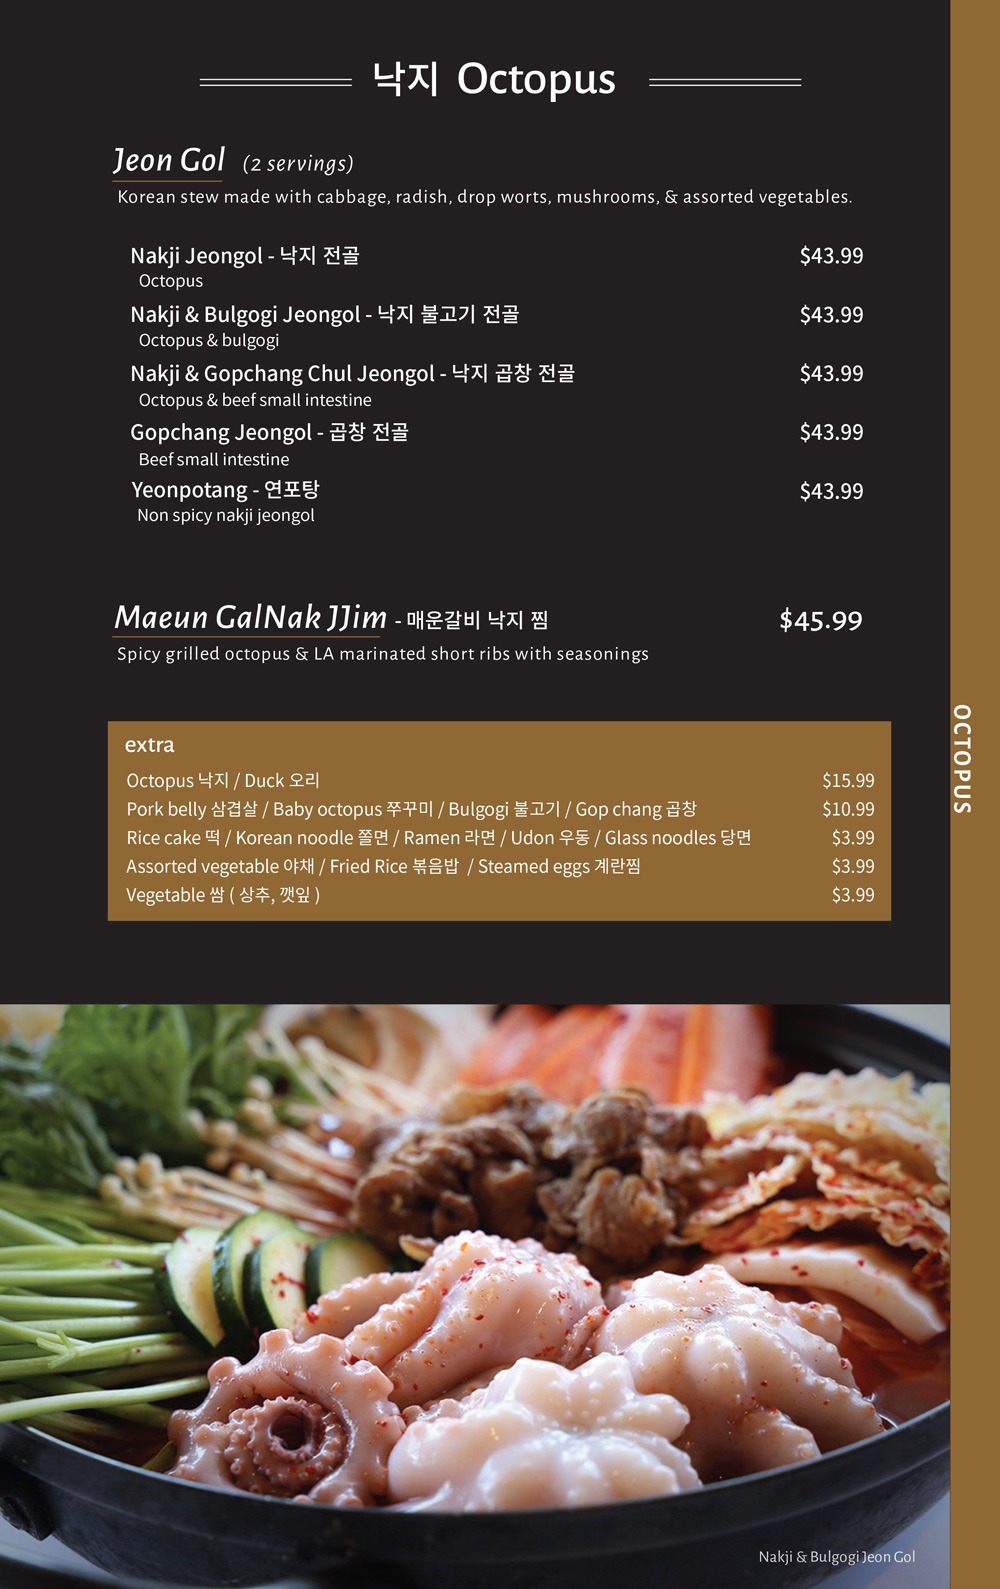 낙지 Octopus
Jeon Gol (2 servings)
Korean stew made with cabbage, radish, drop worts, mushrooms, & assorted vegetables.
Nakji Jeongol - 낙지 전골 $43.99
Octopus
Nakji & Bulgogi Jeongol - 낙지 불고기 전골 $43.99
Octopus & bulgogi
Nakji & Gopchang Chul Jeongol - 낙지 곱창 전골 $43.99
Octopus & beef small intestine
Gopchang Jeongol - 곱창 전골 $43.99
Beef small intestine
Yeonpotang - 연포탕 $43.99
Non spicy nakji jeongol
Maeun GalNak JJim - 매운갈비 낙지 찜 $45.99
Spicy grilled octopus & LA marinated short ribs with seasonings
extra
Octopus 낙지 / Duck 오리 $15.99
Pork belly 삼겹살 / Baby octopus 쭈꾸미 / Bulgogi 불고기 / Gop chang 곱창 $10.99
Rice cake 떡 / Korean noodle 쫄면 / Ramen 라면 / Udon 우동 / Glass noodles 당면 $3.99
Assorted vegetable 야채 / Fried Rice 볶음밥 / Steamed eggs 계란찜 $3.99
Vegetable 쌈 ( 상추, 깻잎 ) $3.99
OCTOPUS
Nakji & Bulgogi Jeon Gol